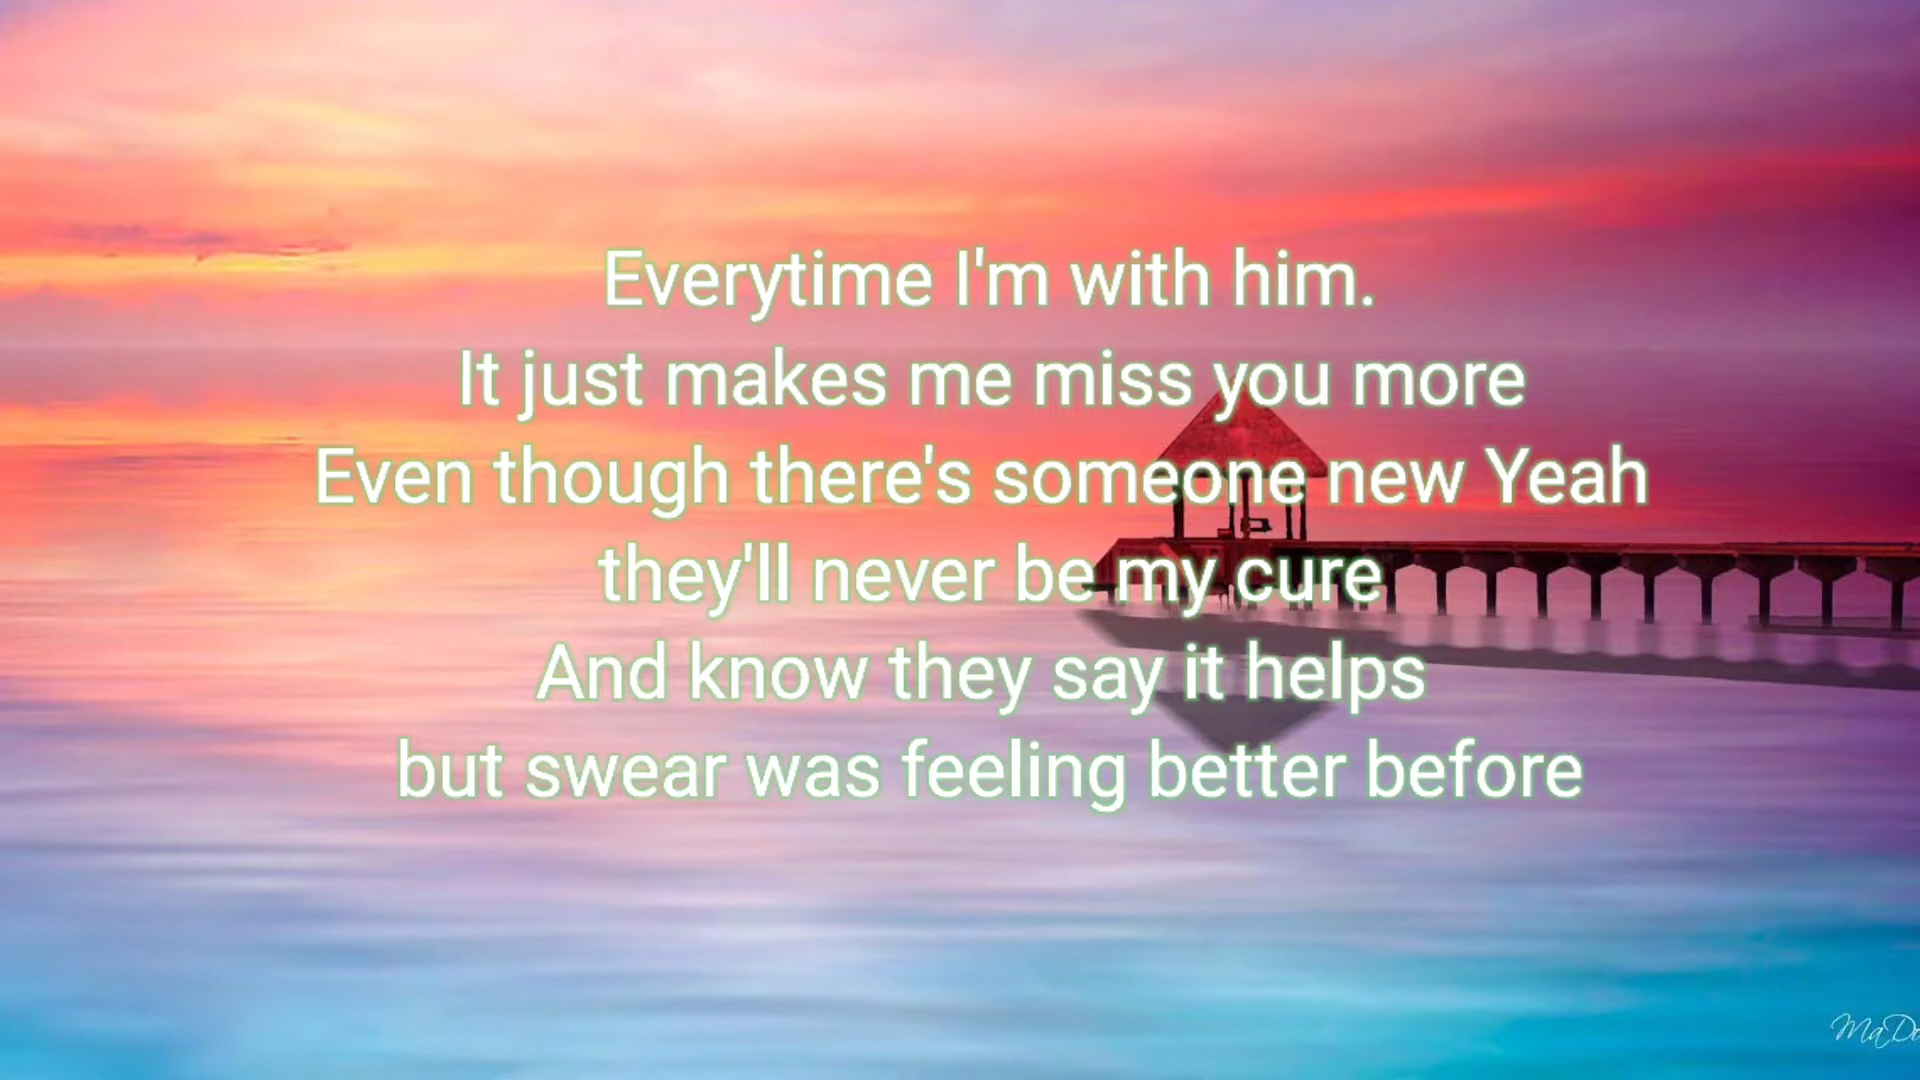 Everytime I'm with him.
It just makes me miss you more
Even though there's someone new Yeah
they'll never be my cure
And know they say it helps
but swear was feeling better before